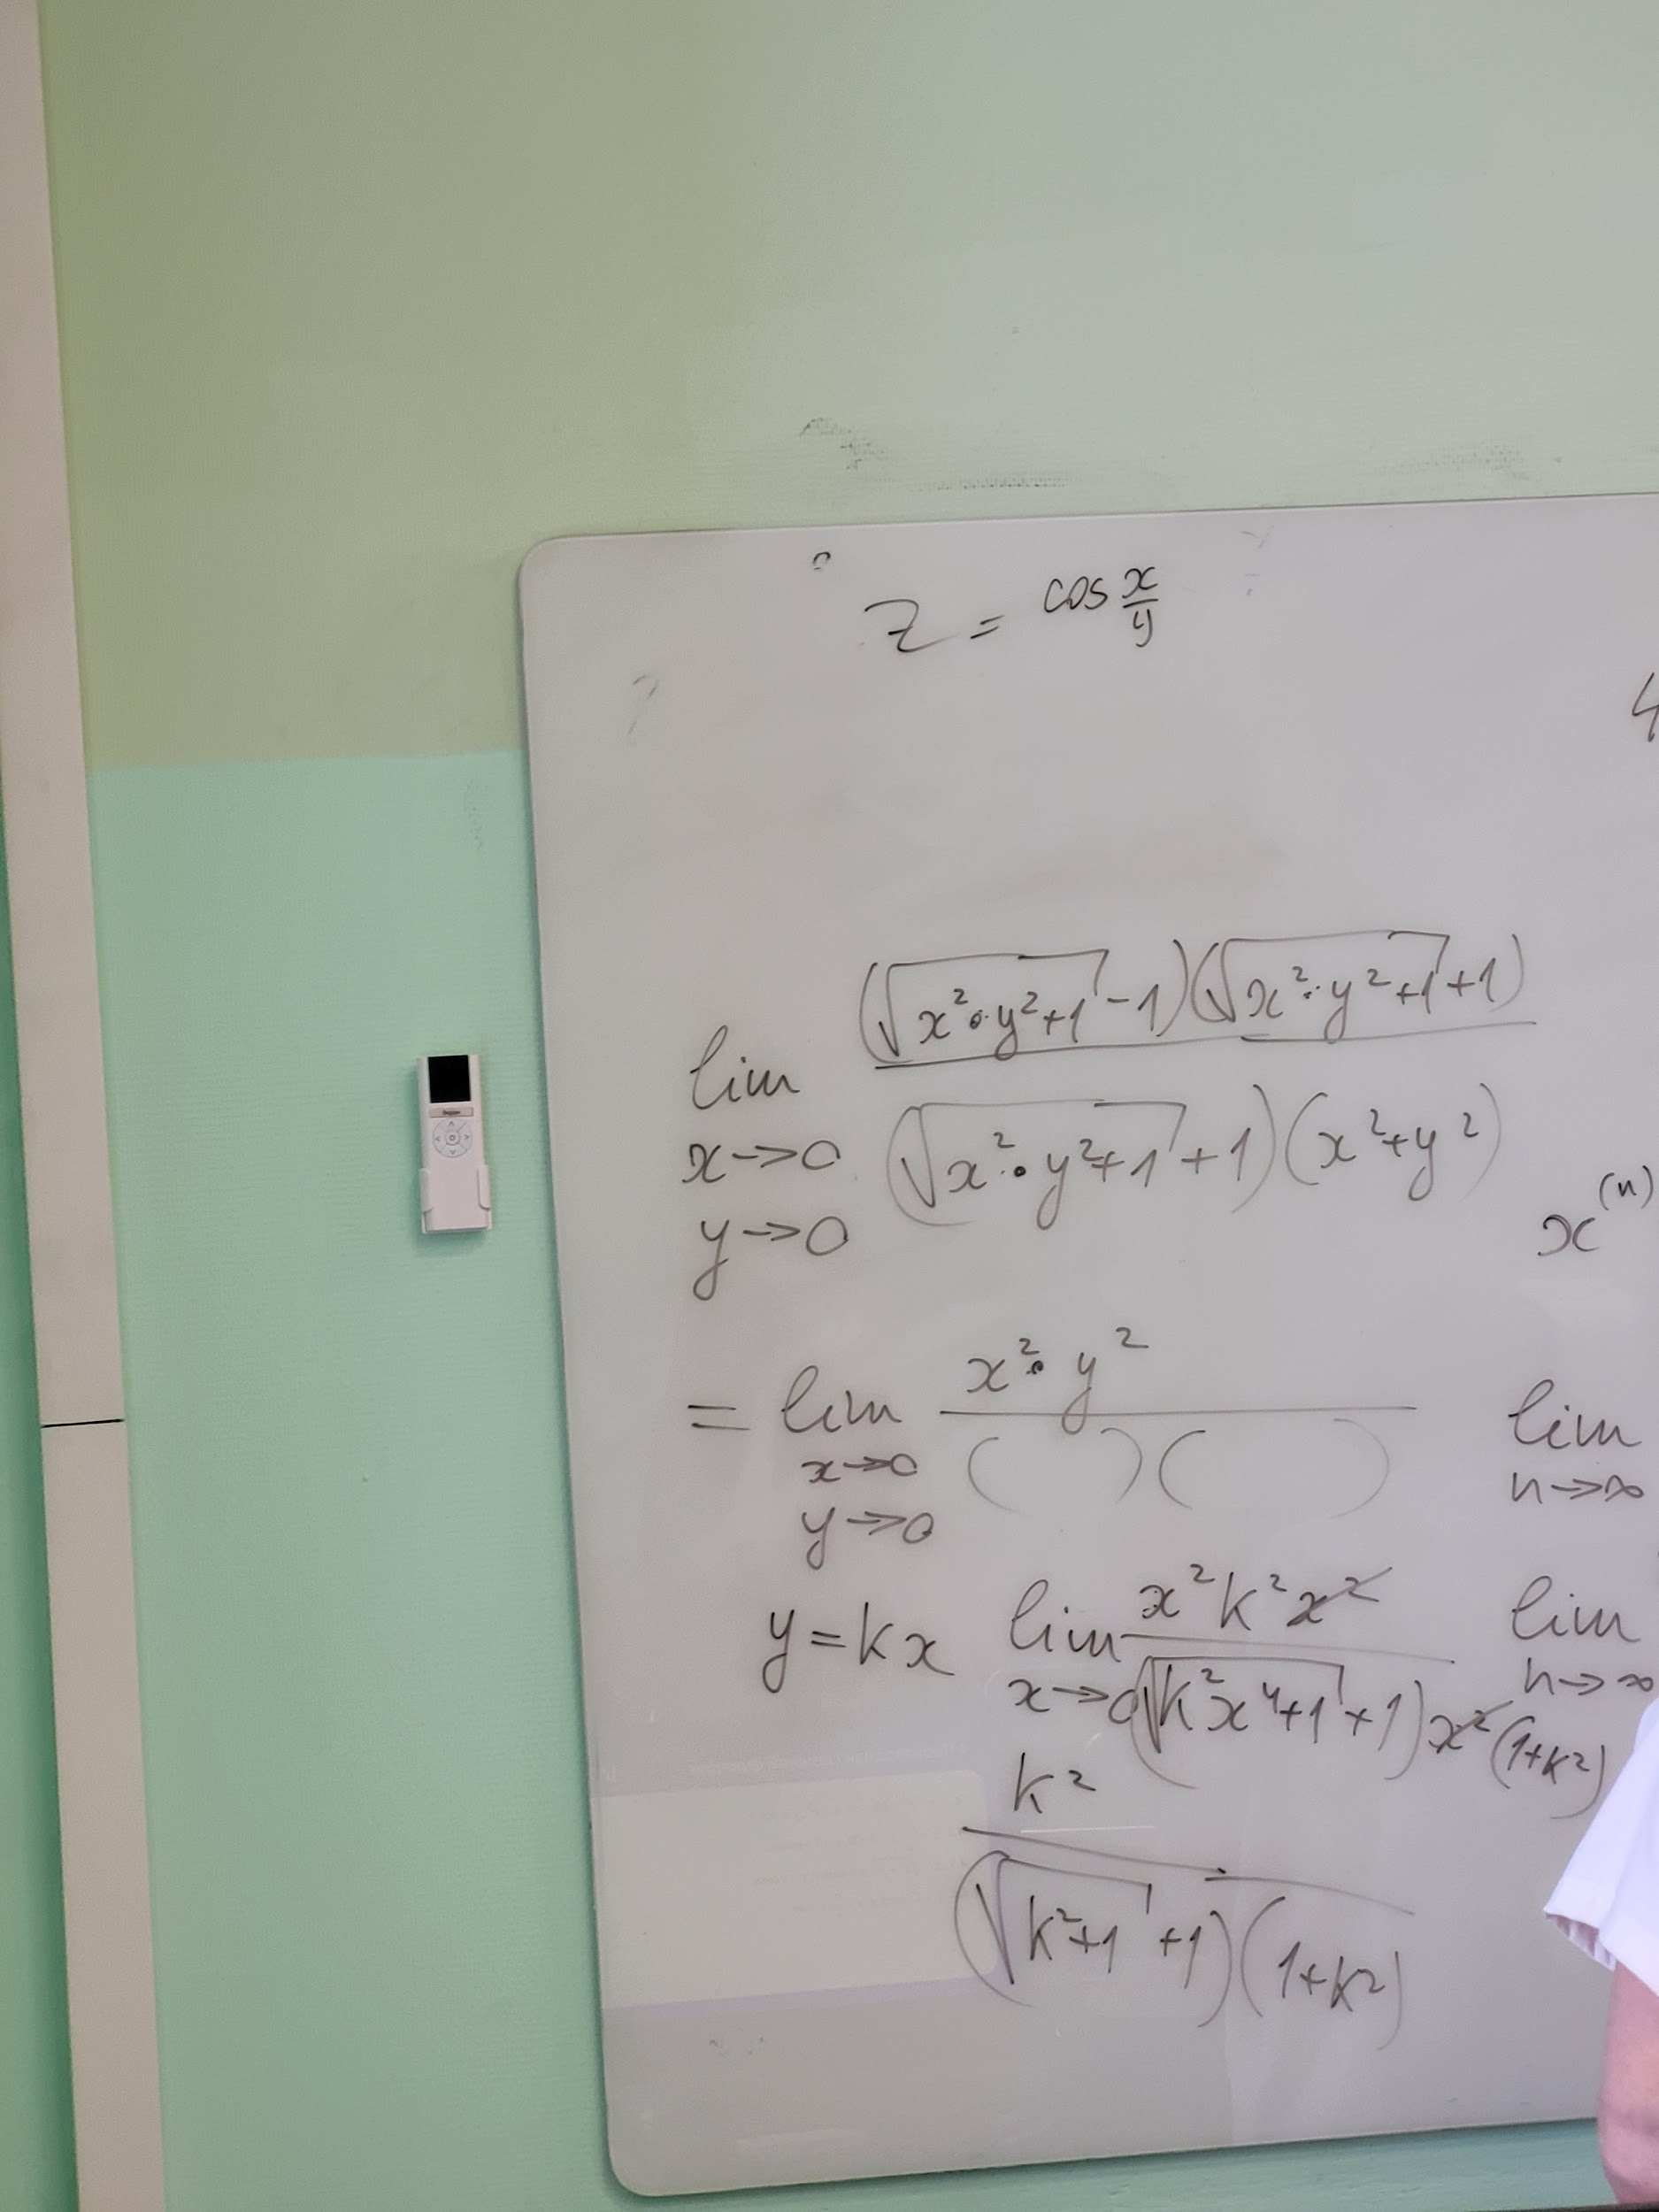 z = cos x/y
4
lim x→0 y→0 (√(x²·y²+1) -1)(√(x²·y²+1) +1) / (√(x²·y²+1) +1)(x²+y²)
x⁽ⁿ⁾
= lim x→0 y→0 x²·y² / ( )( )
lim n→∞
y=kx lim x→0 x²k²x² / (√(k²x⁴+1) +1)x²(1+k²)
lim n→∞
k² / (√(k²+1) +1)(1+k²)